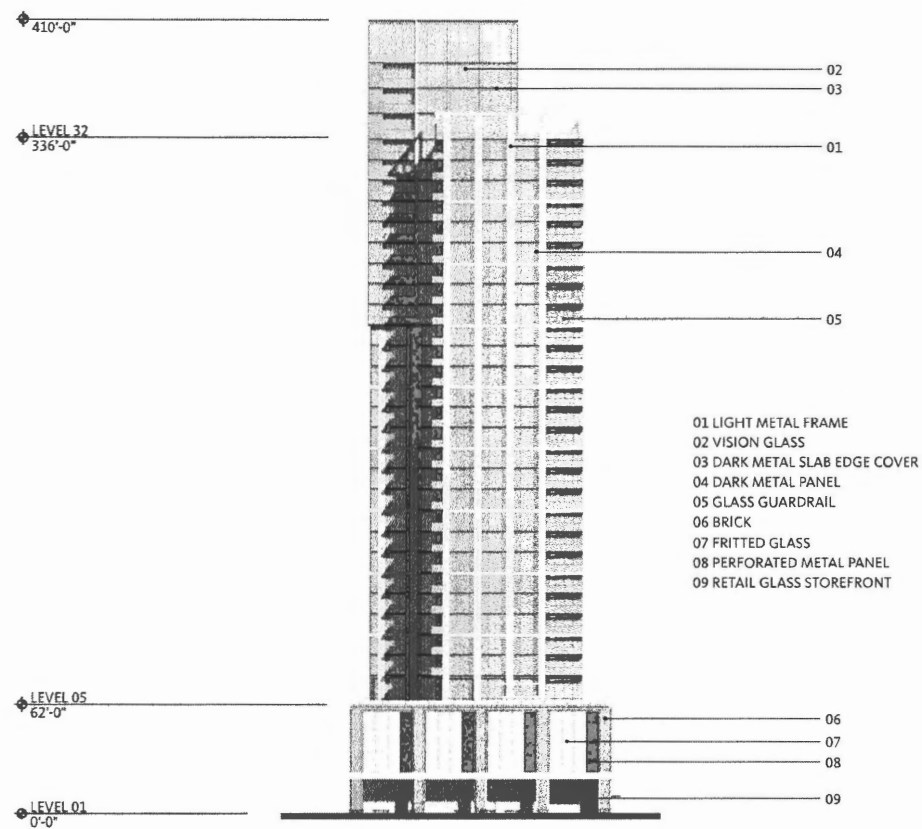 410'-0"
02
03
LEVEL 32
336'-0"
01
04
05
01 LIGHT METAL FRAME
02 VISION GLASS
03 DARK METAL SLAB EDGE COVER
04 DARK METAL PANEL
05 GLASS GUARDRAIL
06 BRICK
07 FRITTED GLASS
08 PERFORATED METAL PANEL
09 RETAIL GLASS STOREFRONT
LEVEL 05
62'-0"
06
07
08
09
LEVEL 01
0'-0"